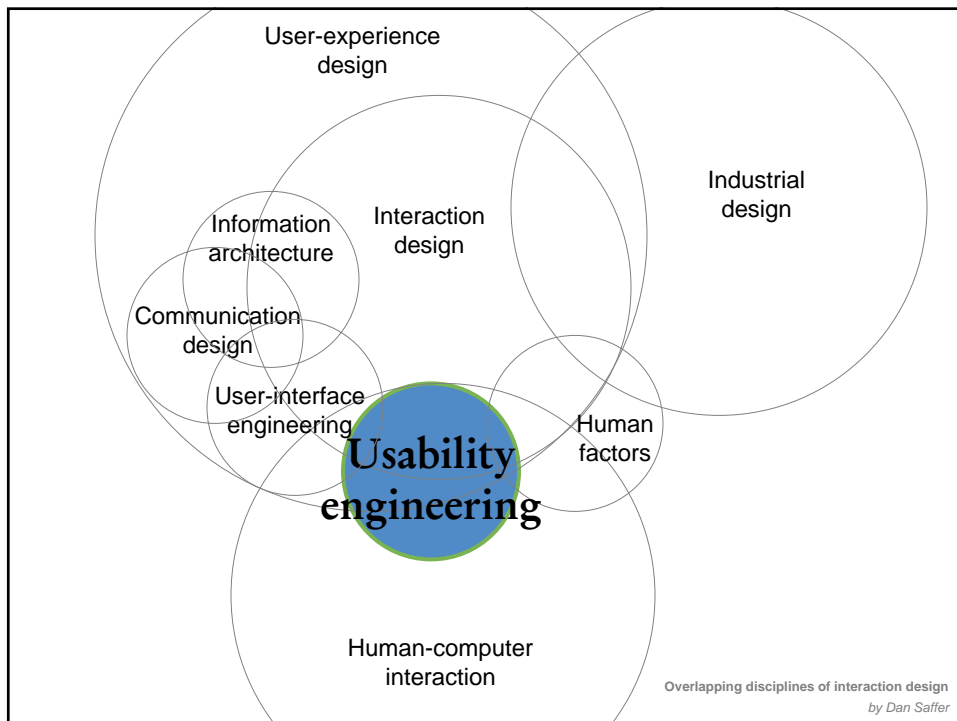 User-experience
design
Industrial
design
Information
architecture
Interaction
design
Communication
design
User-interface
engineering
Human
factors
Usability
engineering
Human-computer
interaction
Overlapping disciplines of interaction design
by Dan Saffer